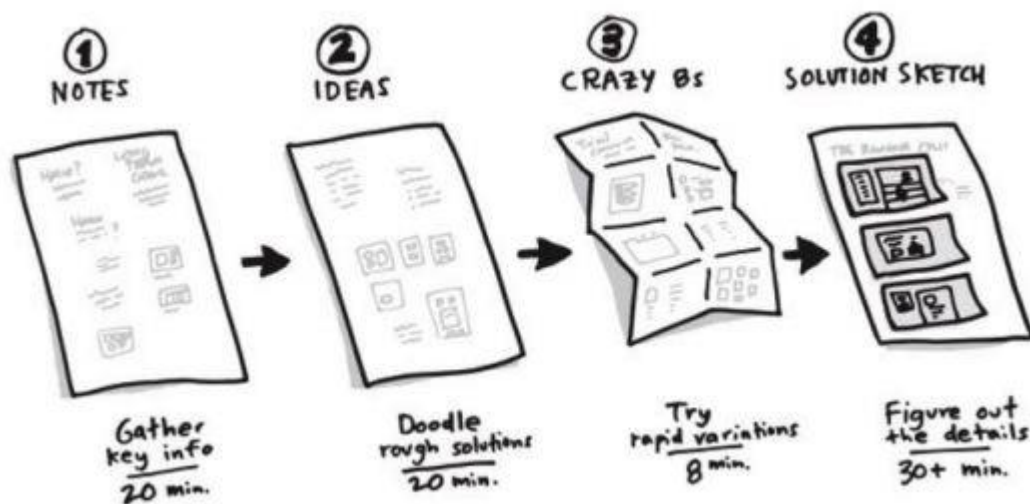 1
NOTES
2
IDEAS
3
CRAZY 8s
4
SOLUTION SKETCH
Gather
key info
20 min.
Doodle
rough solutions
20 min.
Try
rapid variations
8 min.
Figure out
the details
30+ min.